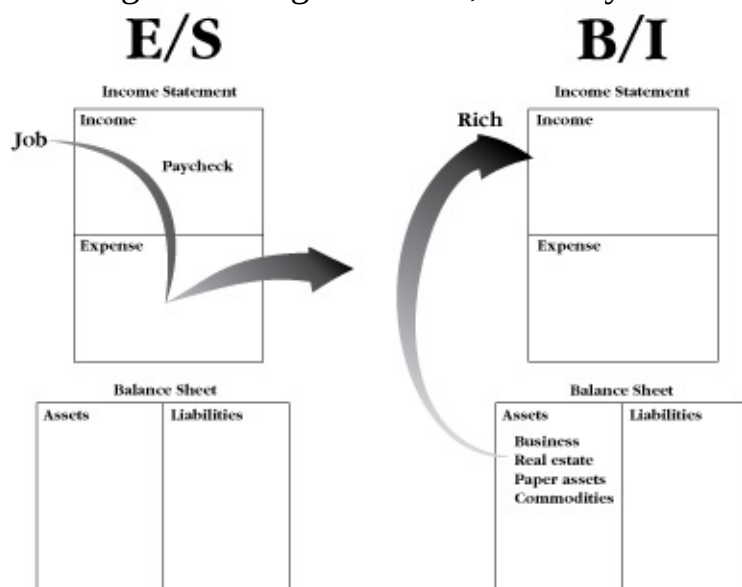 E/S
Income Statement
Income
Job
Paycheck
Expense
Balance Sheet
Assets
Liabilities
B/I
Income Statement
Rich
Income
Expense
Balance Sheet
Assets
Liabilities
Business
Real estate
Paper assets
Commodities